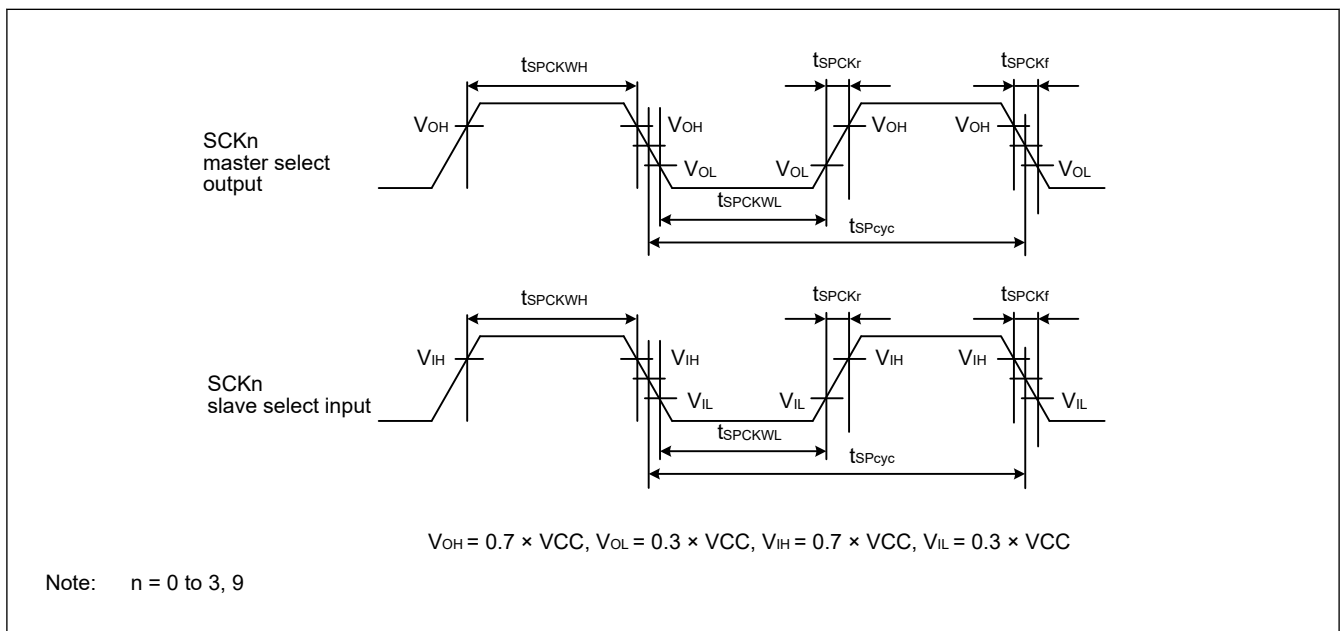 tSPCKWH
tSPCKr
tSPCKf
VOH
VOH
VOH
VOH
SCKn
master select
output
VOL
VOL
VOL
tSPCKWL
tSPcyc
tSPCKWH
tSPCKr
tSPCKf
VIH
VIH
VIH
VIH
SCKn
slave select input
VIL
VIL
VIL
tSPCKWL
tSPcyc
VOH = 0.7 × VCC, VOL = 0.3 × VCC, VIH = 0.7 × VCC, VIL = 0.3 × VCC
Note: n = 0 to 3, 9